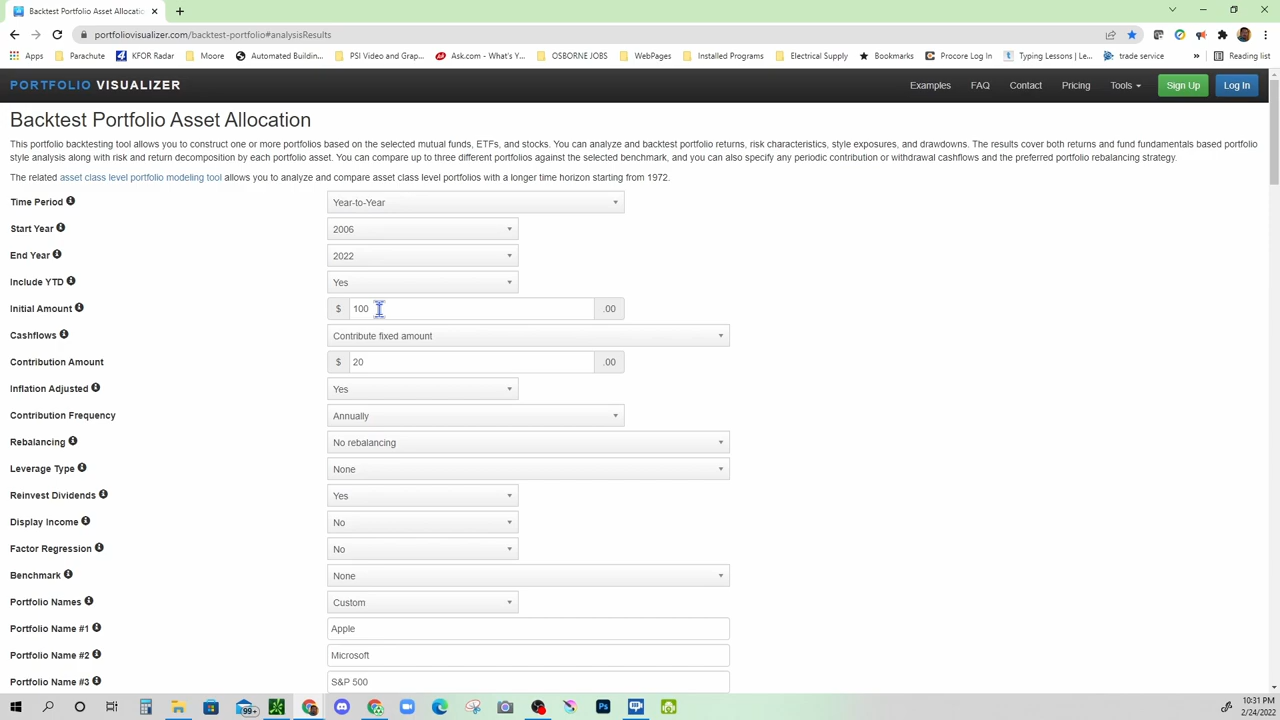 Backtest Portfolio Asset Allocatio
portfoliovisualizer.com/backtest-portfolio#analysisResults
Apps Parachute KFOR Radar Moore Automated Buildin... PSI Video and Grap... Ask.com - What's Y... OSBORNE JOBS WebPages Installed Programs Electrical Supply Bookmarks Procore Log In Typing Lessons | Le... trade service » Reading list
PORTFOLIO VISUALIZER
Examples FAQ Contact Pricing Tools Sign Up Log In
Backtest Portfolio Asset Allocation
This portfolio backtesting tool allows you to construct one or more portfolios based on the selected mutual funds, ETFs, and stocks. You can analyze and backtest portfolio returns, risk characteristics, style exposures, and drawdowns. The results cover both returns and fund fundamentals based portfolio
style analysis along with risk and return decomposition by each portfolio asset. You can compare up to three different portfolios against the selected benchmark, and you can also specify any periodic contribution or withdrawal cashflows and the preferred portfolio rebalancing strategy.
The related asset class level portfolio modeling tool allows you to analyze and compare asset class level portfolios with a longer time horizon starting from 1972.
Time Period Year-to-Year
Start Year 2006
End Year 2022
Include YTD Yes
Initial Amount $ 100 .00
Cashflows Contribute fixed amount
Contribution Amount $ 20 .00
Inflation Adjusted Yes
Contribution Frequency Annually
Rebalancing No rebalancing
Leverage Type None
Reinvest Dividends Yes
Display Income No
Factor Regression No
Benchmark None
Portfolio Names Custom
Portfolio Name #1 Apple
Portfolio Name #2 Microsoft
Portfolio Name #3 S&P 500
99+
10:31 PM
2/24/2022